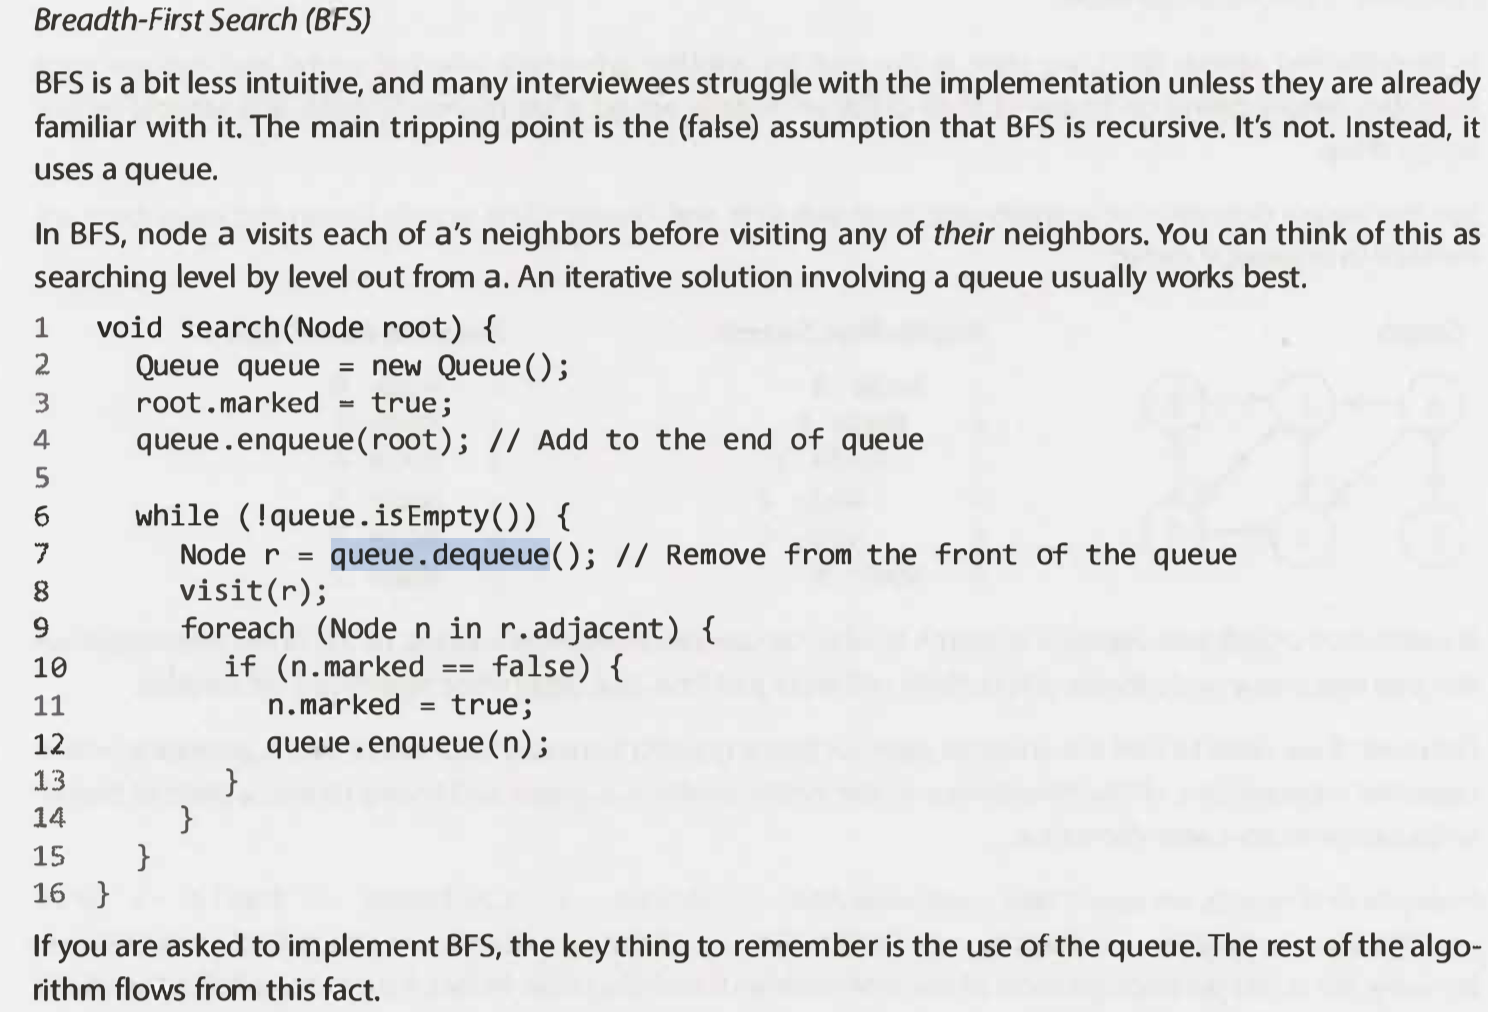 Breadth-First Search (BFS)
BFS is a bit less intuitive, and many interviewees struggle with the implementation unless they are already
familiar with it. The main tripping point is the (false) assumption that BFS is recursive. It's not. Instead, it
uses a queue.
In BFS, node a visits each of a's neighbors before visiting any of their neighbors. You can think of this as
searching level by level out from a. An iterative solution involving a queue usually works best.
1 void search(Node root) {
2 Queue queue = new Queue();
3 root.marked = true;
4 queue.enqueue(root); // Add to the end of queue
5
6 while (!queue.isEmpty()) {
7 Node r = queue.dequeue(); // Remove from the front of the queue
8 visit(r);
9 foreach (Node n in r.adjacent) {
10 if (n.marked == false) {
11 n.marked = true;
12 queue.enqueue(n);
13 }
14 }
15 }
16 }
If you are asked to implement BFS, the key thing to remember is the use of the queue. The rest of the algo-
rithm flows from this fact.